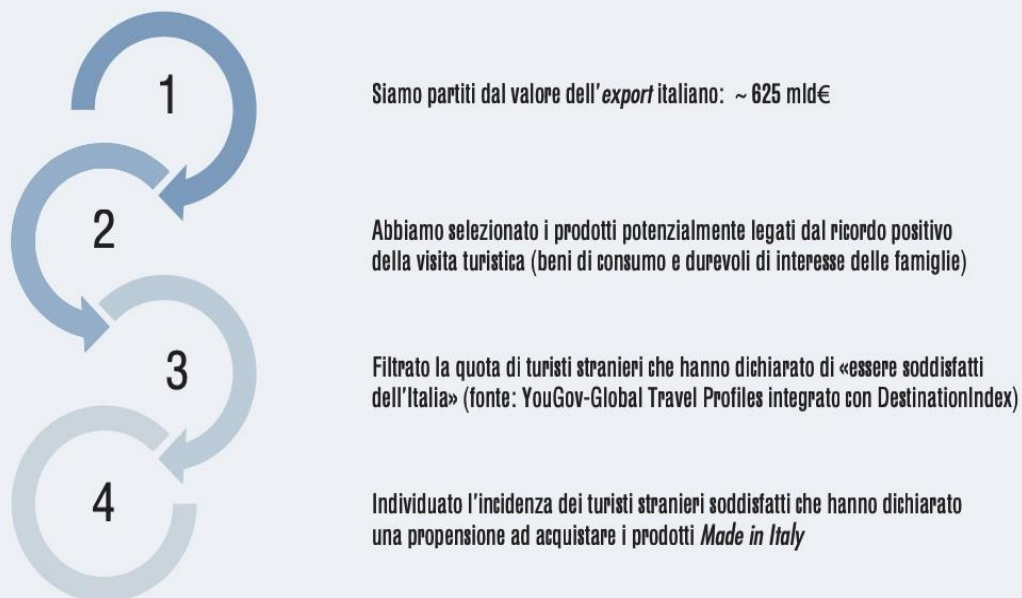 1
Siamo partiti dal valore dell'export italiano: ~ 625 mld€
2
Abbiamo selezionato i prodotti potenzialmente legati dal ricordo positivo
della visita turistica (beni di consumo e durevoli di interesse delle famiglie)
3
Filtrato la quota di turisti stranieri che hanno dichiarato di «essere soddisfatti
dell'Italia» (fonte: YouGov-Global Travel Profiles integrato con DestinationIndex)
4
Individuato l'incidenza dei turisti stranieri soddisfatti che hanno dichiarato
una propensione ad acquistare i prodotti Made in Italy